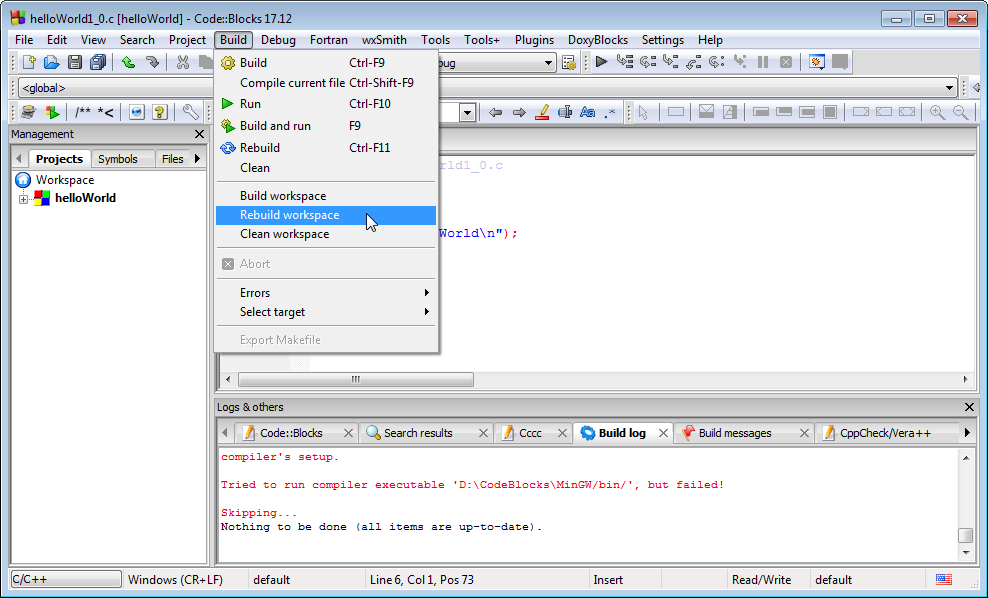 helloWorld1_0.c [helloWorld] - Code::Blocks 17.12
File Edit View Search Project Build Debug Fortran wxSmith Tools Tools+ Plugins DoxyBlocks Settings Help
Build Ctrl-F9
Compile current file Ctrl-Shift-F9
Run Ctrl-F10
Build and run F9
Rebuild Ctrl-F11
Clean
Build workspace
Rebuild workspace
Clean workspace
Abort
Errors
Select target
Export Makefile
bug
<global>
/** *<
Aa .*
Management
Projects Symbols Files
Workspace
helloWorld
rld1_0.c
World\n");
Logs & others
Code::Blocks Search results Cccc Build log Build messages CppCheck/Vera++
compiler's setup.
Tried to run compiler executable 'D:\CodeBlocks\MinGW/bin/', but failed!
Skipping...
Nothing to be done (all items are up-to-date).
C/C++ Windows (CR+LF) default Line 6, Col 1, Pos 73 Insert Read/Write default